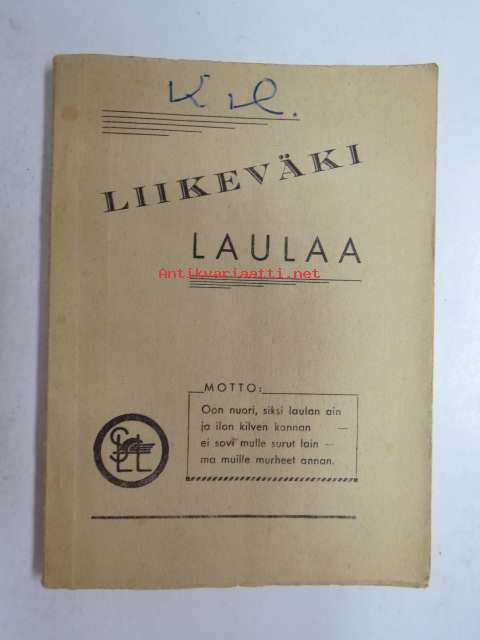 K H.
LIIKEVÄKI
LAULAA
Antikvariaatti.net
MOTTO:
Oon nuori, siksi laulan ain
ja ilon kilven kannan —
ei sovi mulle surut lain —
ma muille murheet annan.